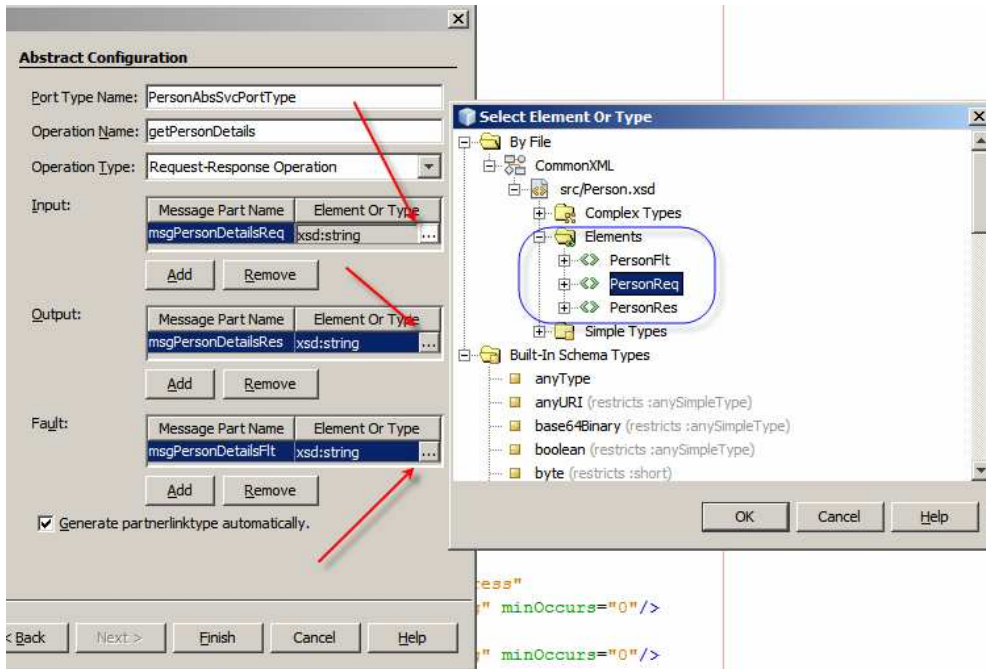 Abstract Configuration
Port Type Name: PersonAbsSvcPortType
Operation Name: getPersonDetails
Operation Type: Request-Response Operation
Input:
Message Part Name Element Or Type
msgPersonDetailsReq xsd:string ...
Add Remove
Output:
Message Part Name Element Or Type
msgPersonDetailsRes xsd:string ...
Add Remove
Fault:
Message Part Name Element Or Type
msgPersonDetailsFlt xsd:string ...
Add Remove
Generate partnerlinktype automatically.
< Back Next > Finish Cancel Help
Select Element Or Type
By File
CommonXML
src/Person.xsd
Complex Types
Elements
PersonFlt
PersonReq
PersonRes
Simple Types
Built-In Schema Types
anyType
anyURI (restricts :anySimpleType)
base64Binary (restricts :anySimpleType)
boolean (restricts :anySimpleType)
byte (restricts :short)
OK Cancel Help
ress"
" minOccurs="0"/>
" minOccurs="0"/>